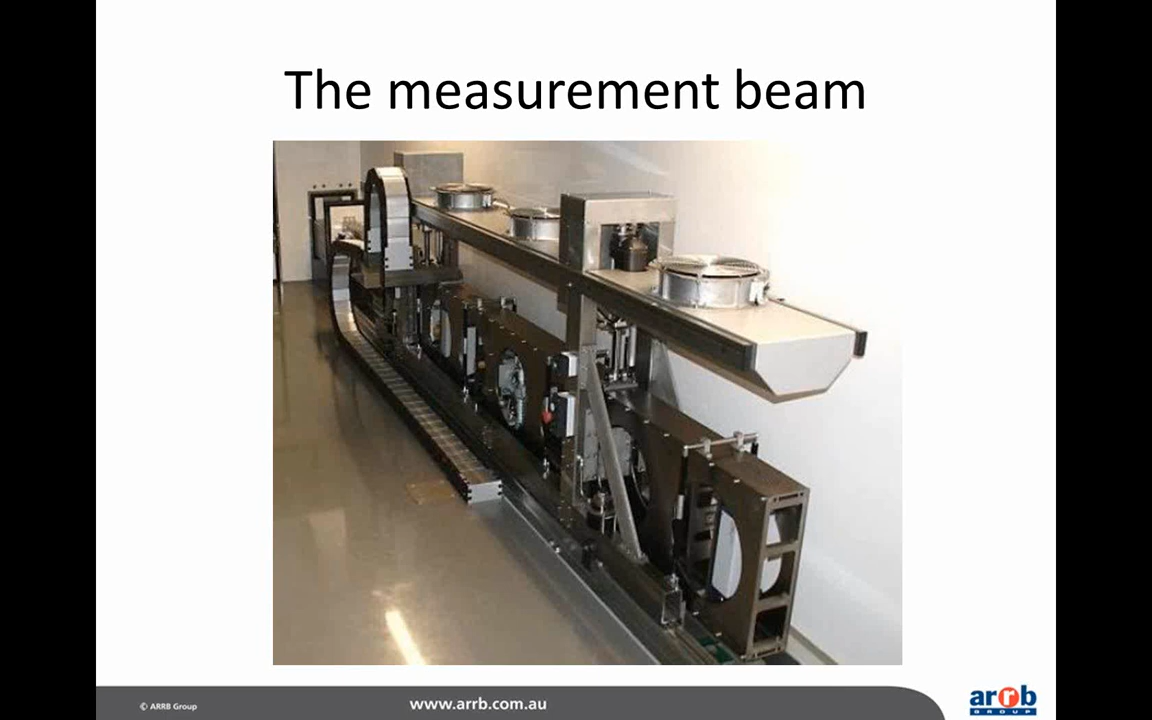 The measurement beam
© ARRB Group
www.arrb.com.au
arrb
GROUP